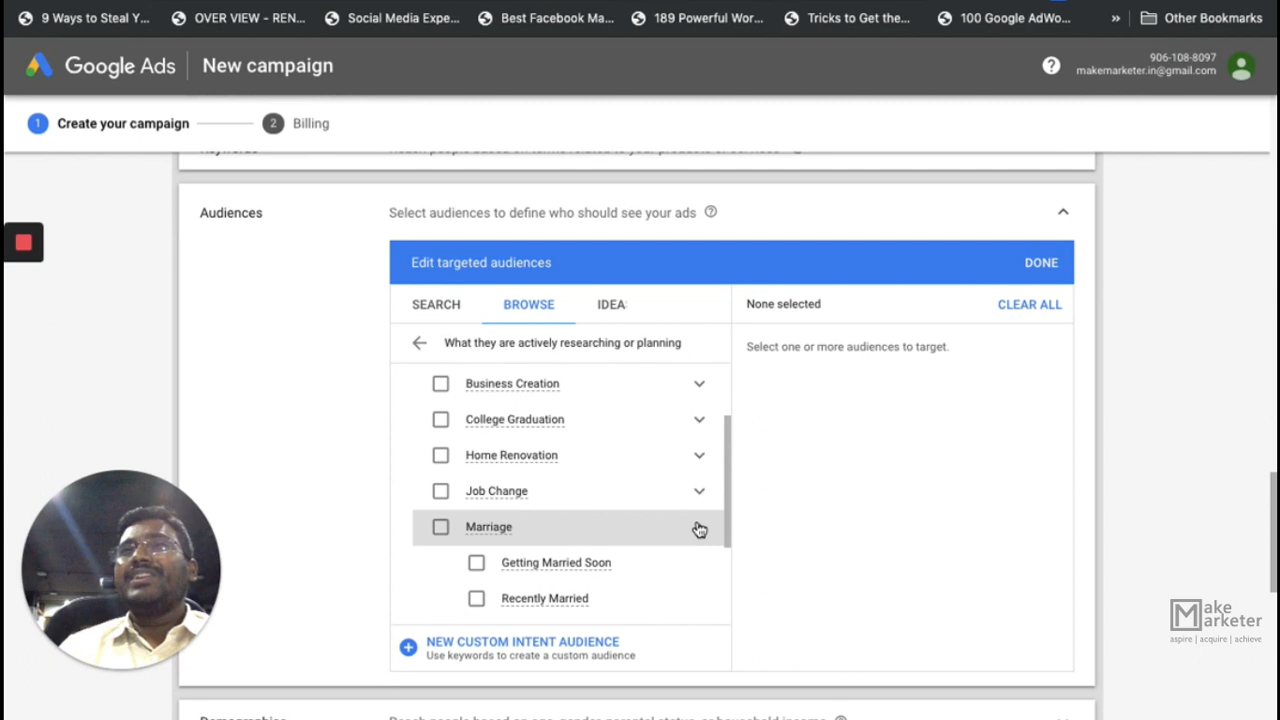 9 Ways to Steal Y...
OVER VIEW - REN...
Social Media Expe...
Best Facebook Ma...
189 Powerful Wor...
Tricks to Get the...
100 Google AdWo...
»
Other Bookmarks
Google Ads
New campaign
?
906-108-8097
makemarketer.in@gmail.com
1 Create your campaign
2 Billing
Audiences
Select audiences to define who should see your ads ?
Edit targeted audiences
DONE
SEARCH
BROWSE
IDEA
None selected
CLEAR ALL
What they are actively researching or planning
Select one or more audiences to target.
Business Creation
College Graduation
Home Renovation
Job Change
Marriage
Getting Married Soon
Recently Married
NEW CUSTOM INTENT AUDIENCE
Use keywords to create a custom audience
Make
Marketer
aspire | acquire | achieve